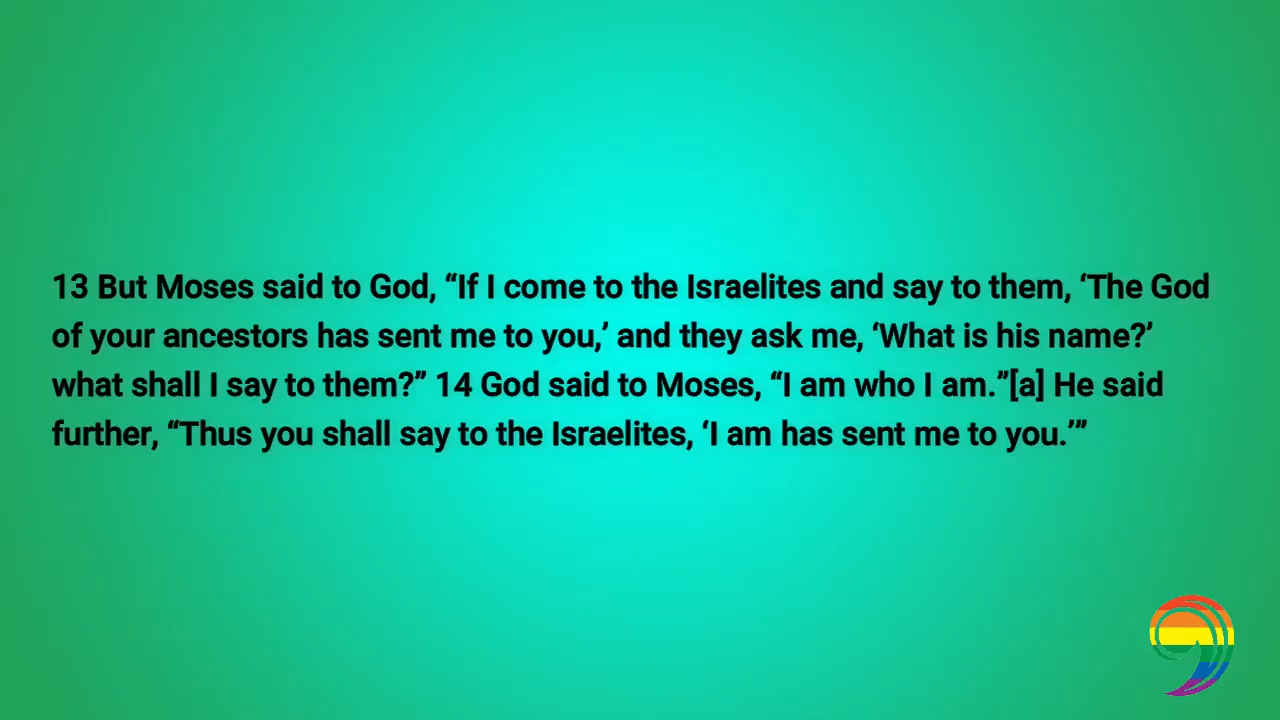 13 But Moses said to God, “If I come to the Israelites and say to them, ‘The God
of your ancestors has sent me to you,’ and they ask me, ‘What is his name?’
what shall I say to them?” 14 God said to Moses, “I am who I am.”[a] He said
further, “Thus you shall say to the Israelites, ‘I am has sent me to you.’”